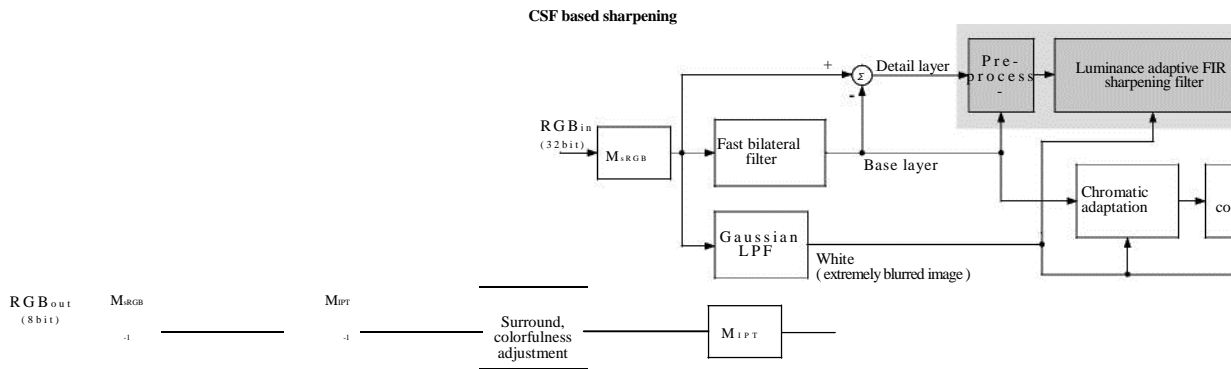 CSF based sharpening
+
Σ
Detail layer
Pre-
process
-
Luminance adaptive FIR
sharpening filter
-
RGBin
(32bit)
MsRGB
Fast bilateral
filter
Base layer
Chromatic
adaptation
co
Gaussian
LPF
White
( extremely blurred image )
RGBout
(8bit)
MsRGB
-1
MIPT
-1
Surround,
colorfulness
adjustment
MIPT